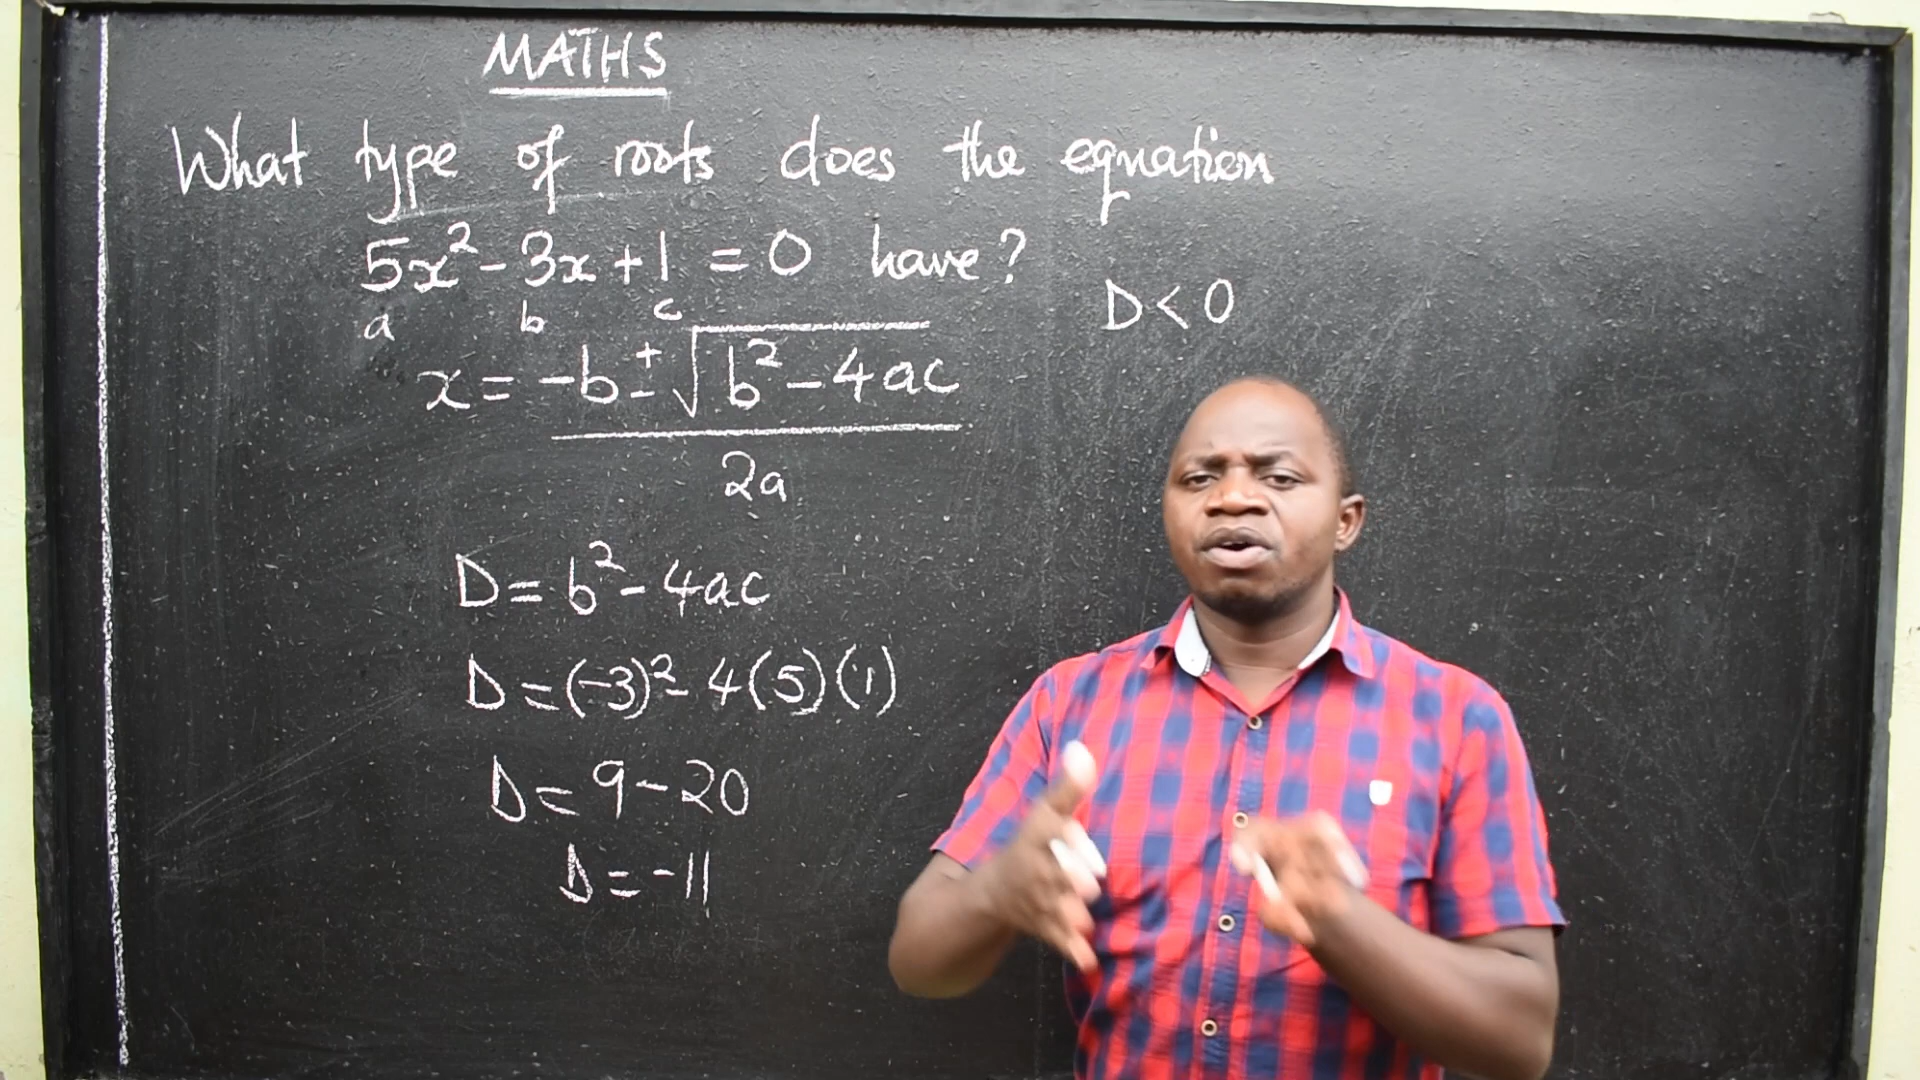 MATHS
What type of roots does the equation
5x² - 3x + 1 = 0 have?
a b c
D < 0
x = -b ± √b² - 4ac
2a
D = b² - 4ac
D = (-3)² - 4(5)(1)
D = 9 - 20
D = -11